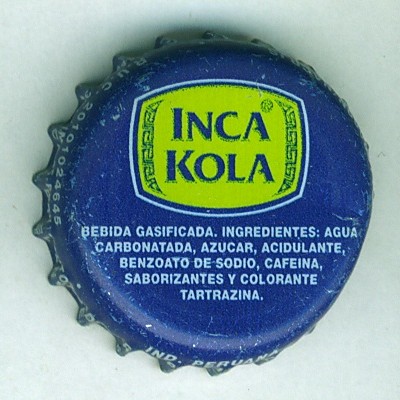 INCA®
KOLA
BEBIDA GASIFICADA. INGREDIENTES: AGUA
CARBONATADA, AZUCAR, ACIDULANTE,
BENZOATO DE SODIO, CAFEINA,
SABORIZANTES Y COLORANTE
TARTRAZINA.
IND. PERUANA